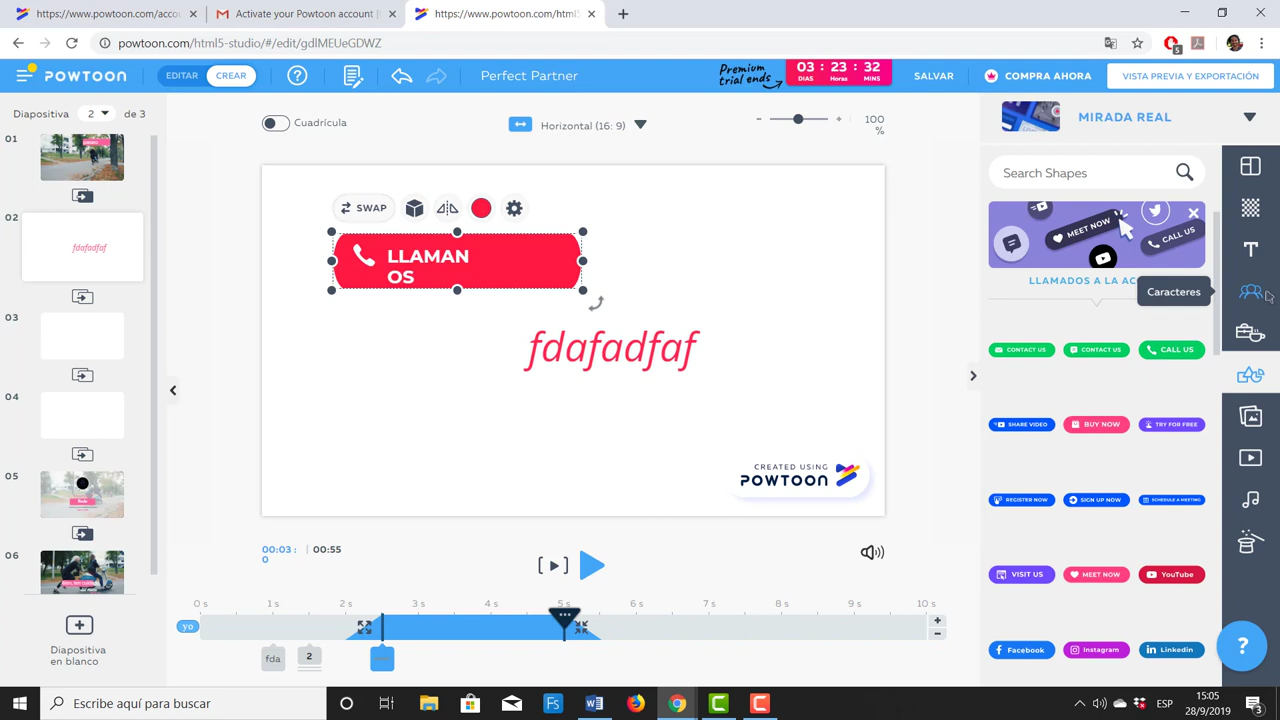 https://www.powtoon.com/accou
Activate your Powtoon account |
https://www.powtoon.com/html5
powtoon.com/html5-studio/#/edit/gdlMEUeGDWZ
5
POWTOON
EDITAR
CREAR
Perfect Partner
Premium
trial ends
03 : 23 : 32
DIAS Horas MINS
SALVAR
COMPRA AHORA
VISTA PREVIA Y EXPORTACIÓN
Diapositiva 2 de 3
Cuadrícula
Horizontal (16: 9)
100
%
MIRADA REAL
01
02
fdafadfaf
03
04
05
06
Diapositiva
en blanco
SWAP
LLAMAN
OS
fdafadfaf
CREATED USING
POWTOON
Search Shapes
MEET NOW
CALL US
LLAMADOS A LA AC
Caracteres
CONTACT US
CONTACT US
CALL US
SHARE VIDEO
BUY NOW
TRY FOR FREE
REGISTER NOW
SIGN UP NOW
SCHEDULE A MEETING
VISIT US
MEET NOW
YouTube
Facebook
Instagram
Linkedin
00:03 :
0
00:55
0 s 1 s 2 s 3 s 4 s 5 s 6 s 7 s 8 s 9 s 10 s
yo
fda
2
?
Escribe aquí para buscar
ESP
15:05
28/9/2019
3